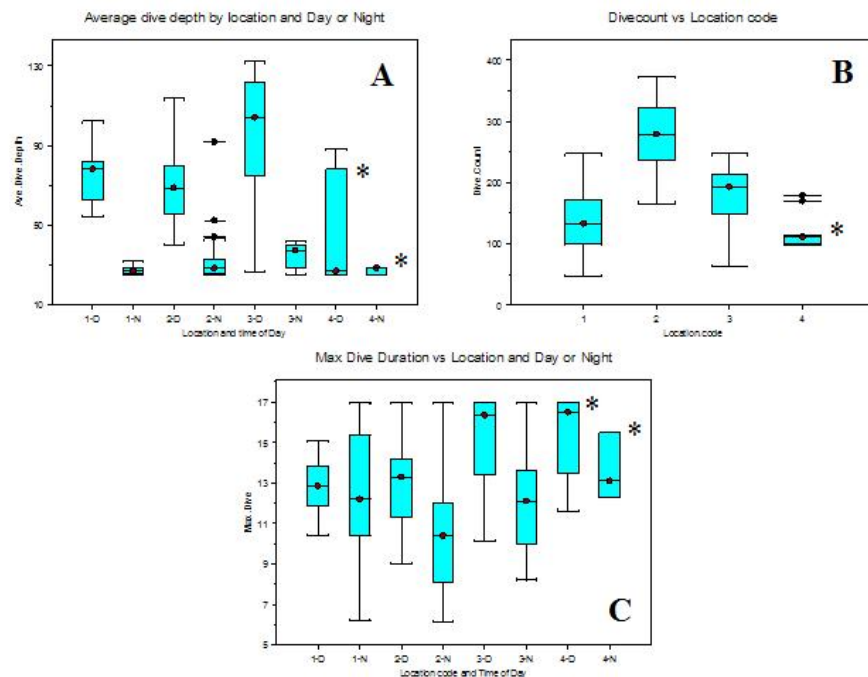 Average dive depth by location and Day or Night
130
90
50
10
Ave.Dive.Depth
A
*
*
1-D 1-N 2-D 2-N 3-D 3-N 4-D 4-N
Location and time of Day
Divecount vs Location code
400
300
200
100
0
Dive.Count
B
*
1 2 3 4
Location.code
Max Dive Duration vs Location and Day or Night
17
15
13
11
9
7
5
Max.Dive
C
*
*
1-D 1-N 2-D 2-N 3-D 3-N 4-D 4-N
Location code and Time of Day